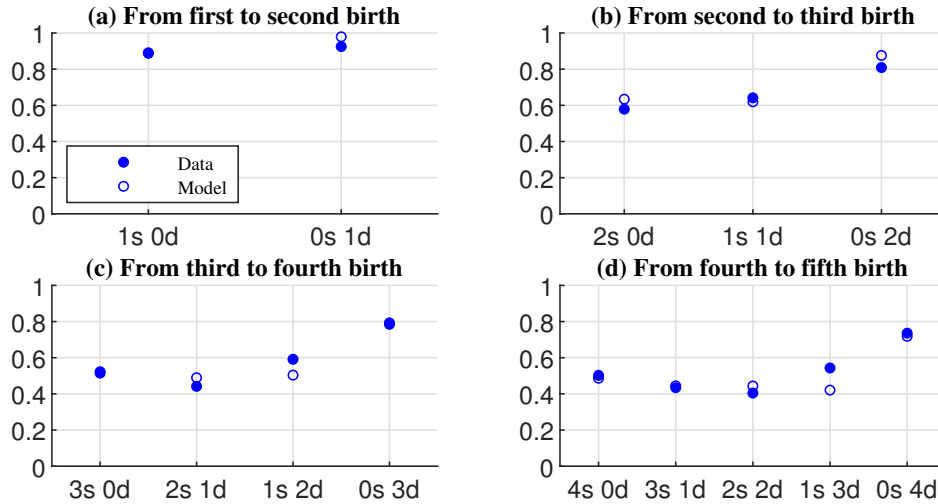 (a) From first to second birth
1
0.8
0.6
0.4
0.2
0
Data
Model
1s 0d 0s 1d
(b) From second to third birth
1
0.8
0.6
0.4
0.2
0
2s 0d 1s 1d 0s 2d
(c) From third to fourth birth
1
0.8
0.6
0.4
0.2
0
3s 0d 2s 1d 1s 2d 0s 3d
(d) From fourth to fifth birth
1
0.8
0.6
0.4
0.2
0
4s 0d 3s 1d 2s 2d 1s 3d 0s 4d